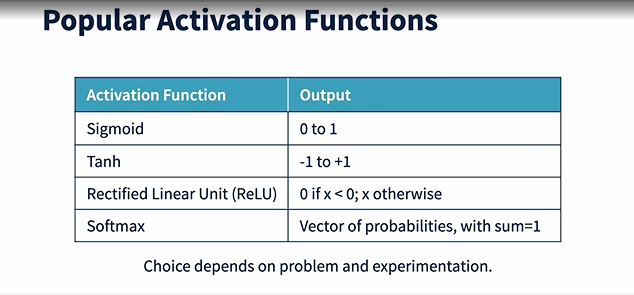 Popular Activation Functions
Activation Function Output
Sigmoid 0 to 1
Tanh -1 to +1
Rectified Linear Unit (ReLU) 0 if x < 0; x otherwise
Softmax Vector of probabilities, with sum=1
Choice depends on problem and experimentation.